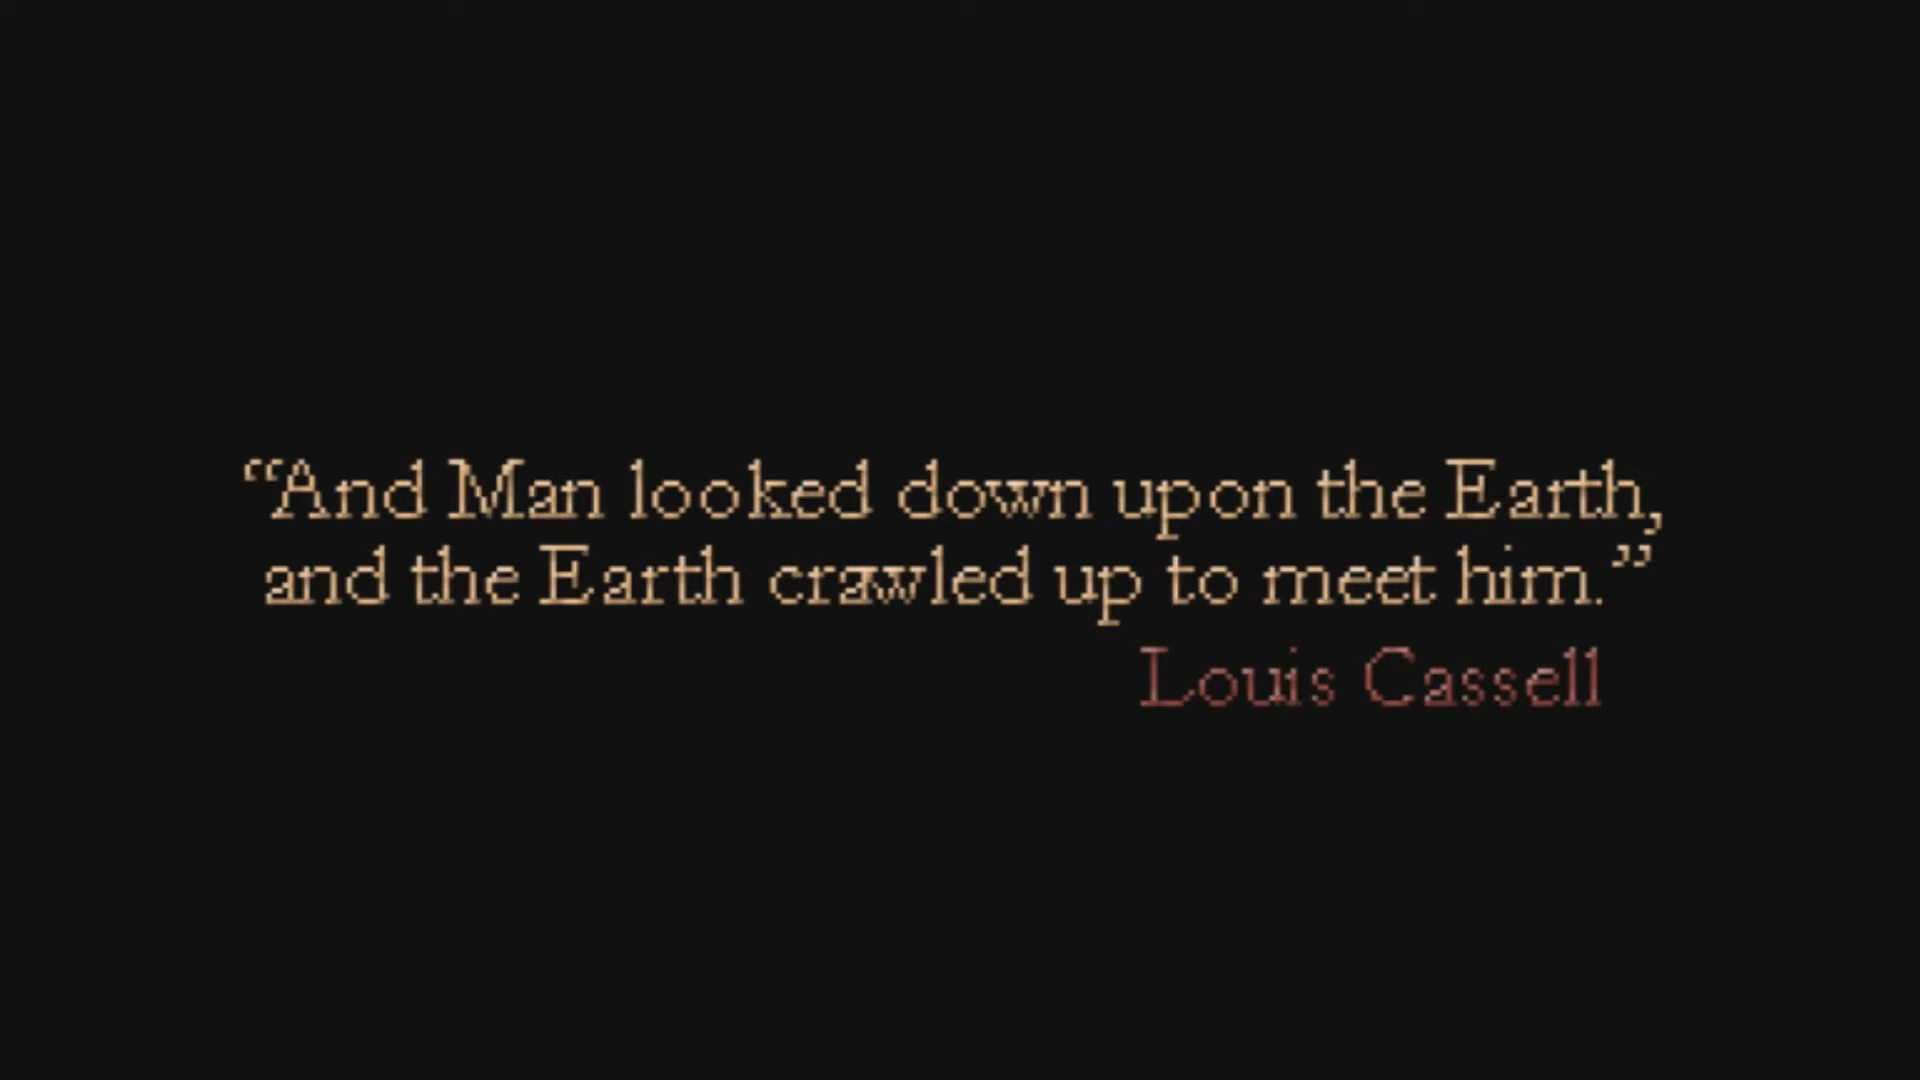 “And Man looked down upon the Earth,
and the Earth crawled up to meet him.”
Louis Cassell